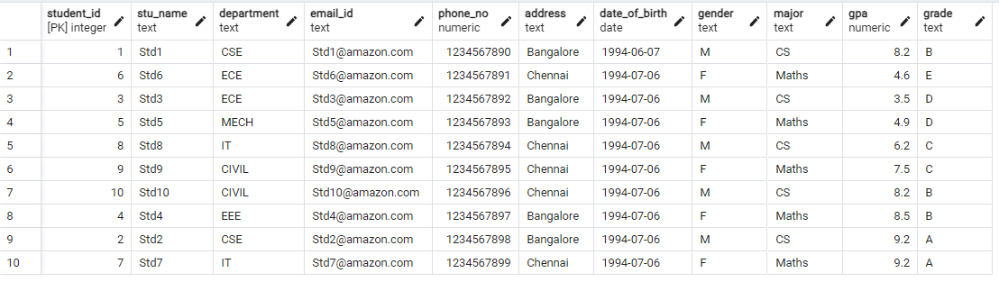 student_id stu_name department email_id phone_no address date_of_birth gender major gpa grade
[PK] integer text text text numeric text date text text numeric text
1 1 Std1 CSE Std1@amazon.com 1234567890 Bangalore 1994-06-07 M CS 8.2 B
2 6 Std6 ECE Std6@amazon.com 1234567891 Chennai 1994-07-06 F Maths 4.6 E
3 3 Std3 ECE Std3@amazon.com 1234567892 Bangalore 1994-07-06 M CS 3.5 D
4 5 Std5 MECH Std5@amazon.com 1234567893 Bangalore 1994-07-06 F Maths 4.9 D
5 8 Std8 IT Std8@amazon.com 1234567894 Chennai 1994-07-06 M CS 6.2 C
6 9 Std9 CIVIL Std9@amazon.com 1234567895 Chennai 1994-07-06 F Maths 7.5 C
7 10 Std10 CIVIL Std10@amazon.com 1234567896 Chennai 1994-07-06 M CS 8.2 B
8 4 Std4 EEE Std4@amazon.com 1234567897 Bangalore 1994-07-06 F Maths 8.5 B
9 2 Std2 CSE Std2@amazon.com 1234567898 Bangalore 1994-07-06 M CS 9.2 A
10 7 Std7 IT Std7@amazon.com 1234567899 Chennai 1994-07-06 F Maths 9.2 A